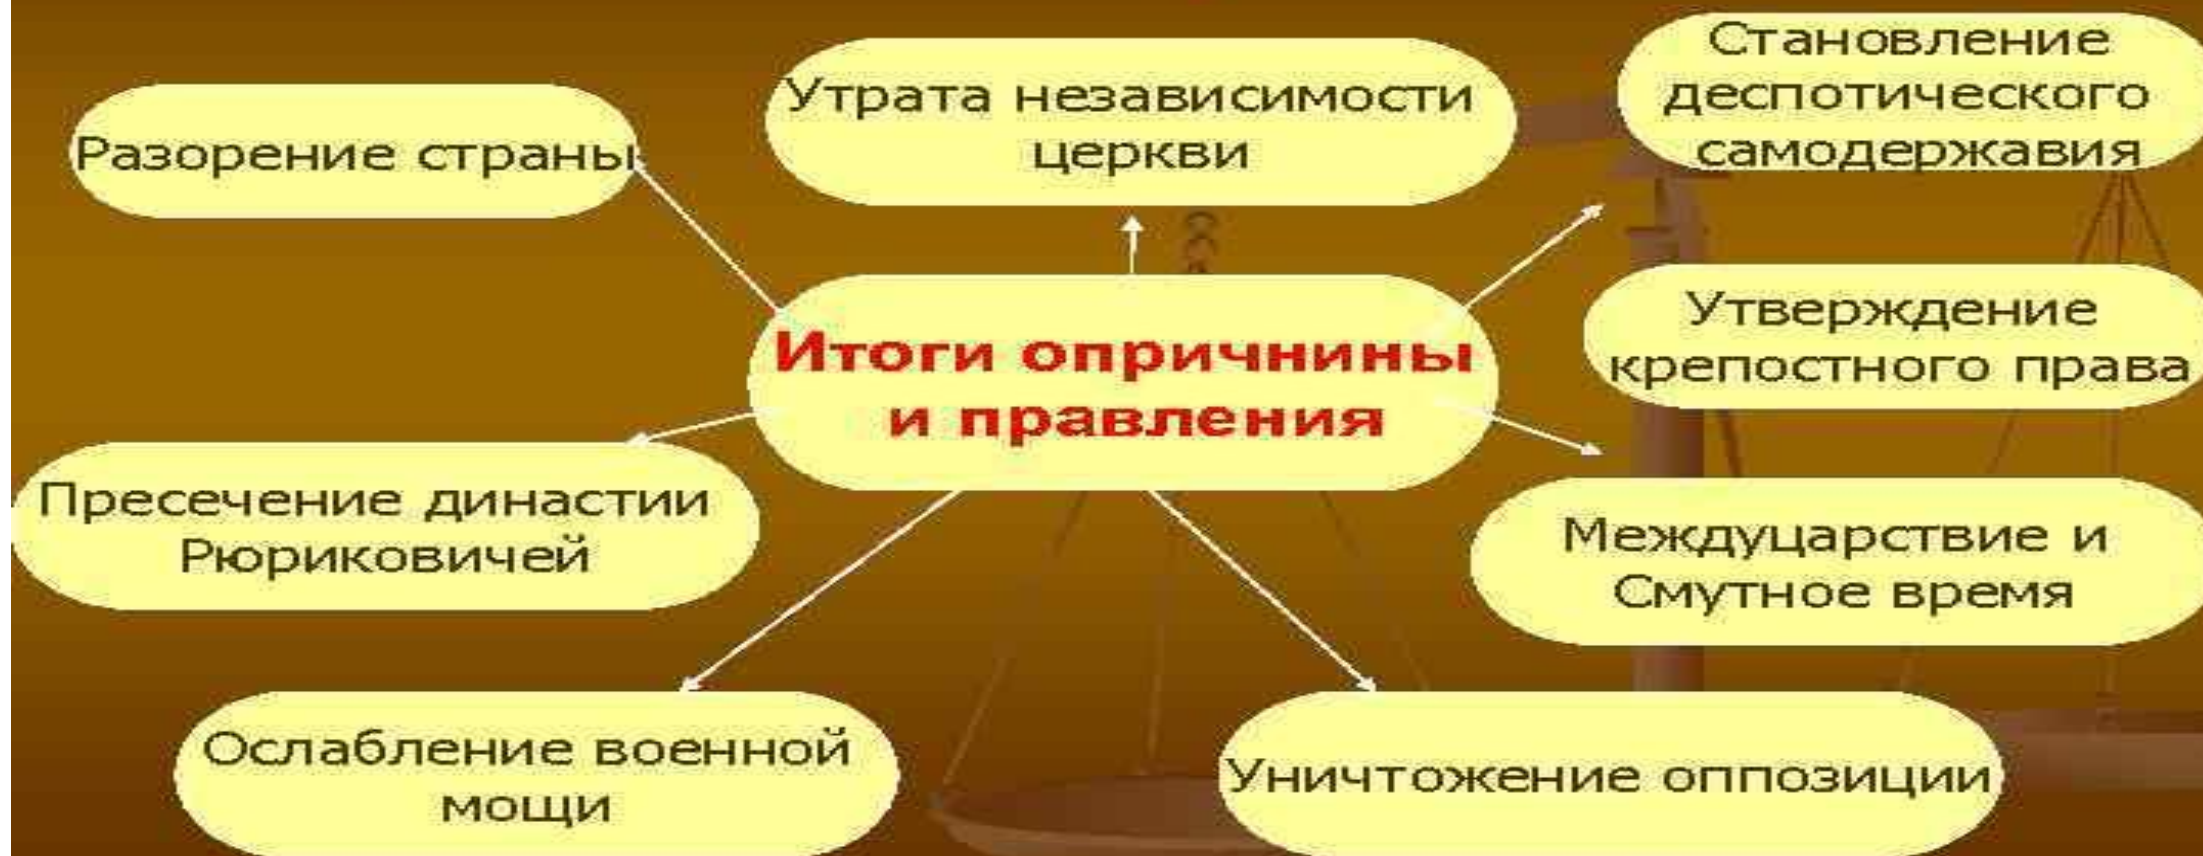 Разорение страны
Утрата независимости
церкви
Становление
деспотического
самодержавия
Итоги опричнины
и правления
Утверждение
крепостного права
Пресечение династии
Рюриковичей
Междуцарствие и
Смутное время
Ослабление военной
мощи
Уничтожение оппозиции